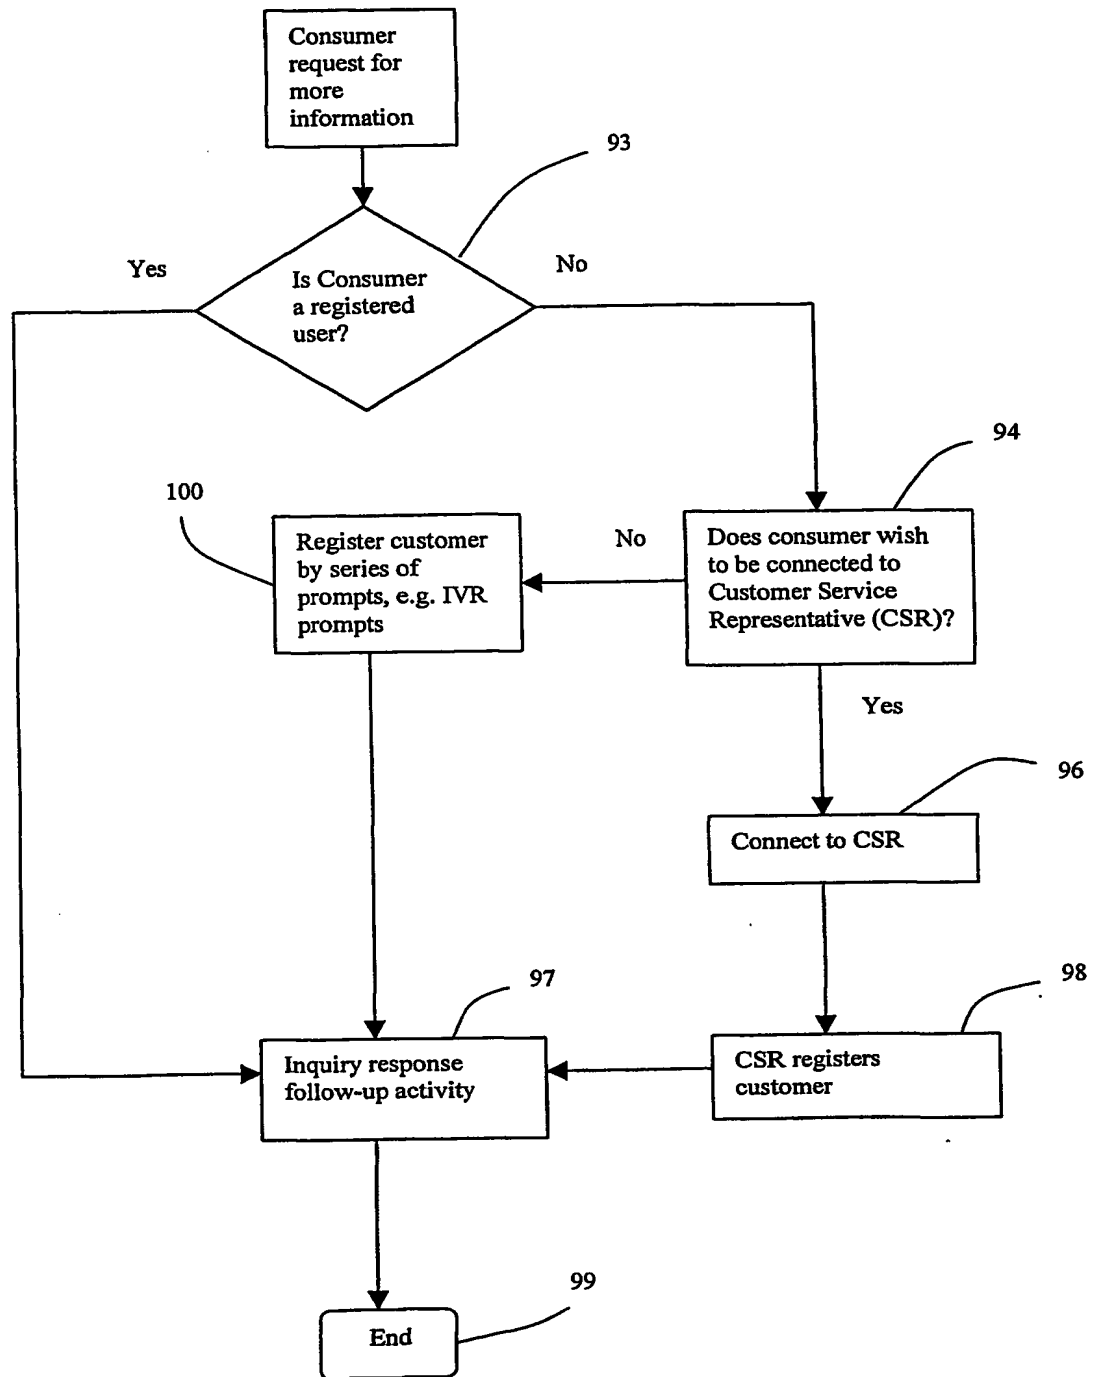 Consumer
request for
more
information
93
Yes
No
Is Consumer
a registered
user?
94
100
Register customer
by series of
prompts, e.g. IVR
prompts
No
Does consumer wish
to be connected to
Customer Service
Representative (CSR)?
Yes
96
Connect to CSR
97
98
Inquiry response
follow-up activity
CSR registers
customer
99
End